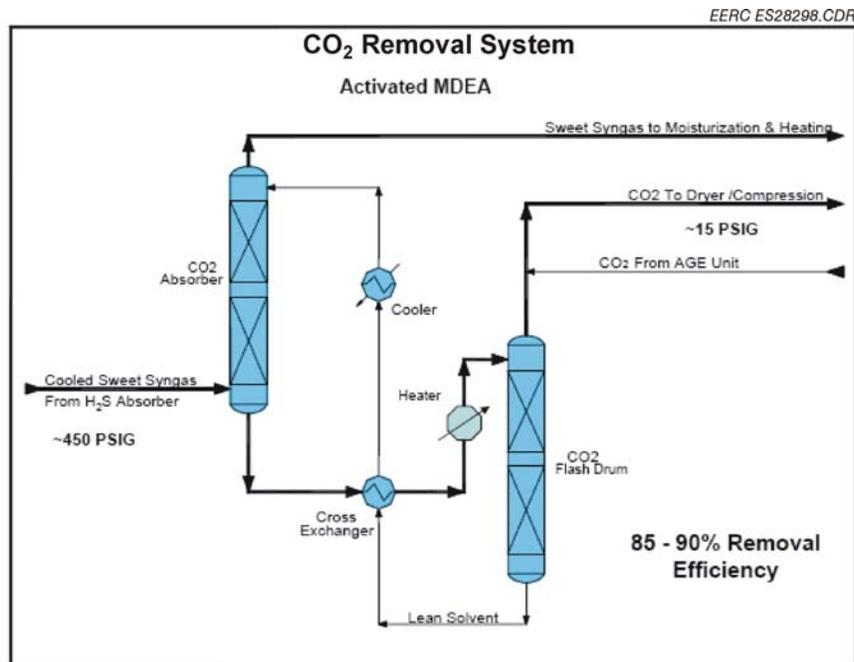 EERC ES28298.CDR
CO₂ Removal System
Activated MDEA
Sweet Syngas to Moisturization & Heating
CO2 To Dryer /Compression
~15 PSIG
CO₂ From AGE Unit
CO2
Absorber
Cooler
Cooled Sweet Syngas
From H₂S Absorber
~450 PSIG
Heater
CO2
Flash Drum
Cross
Exchanger
85 - 90% Removal
Efficiency
Lean Solvent